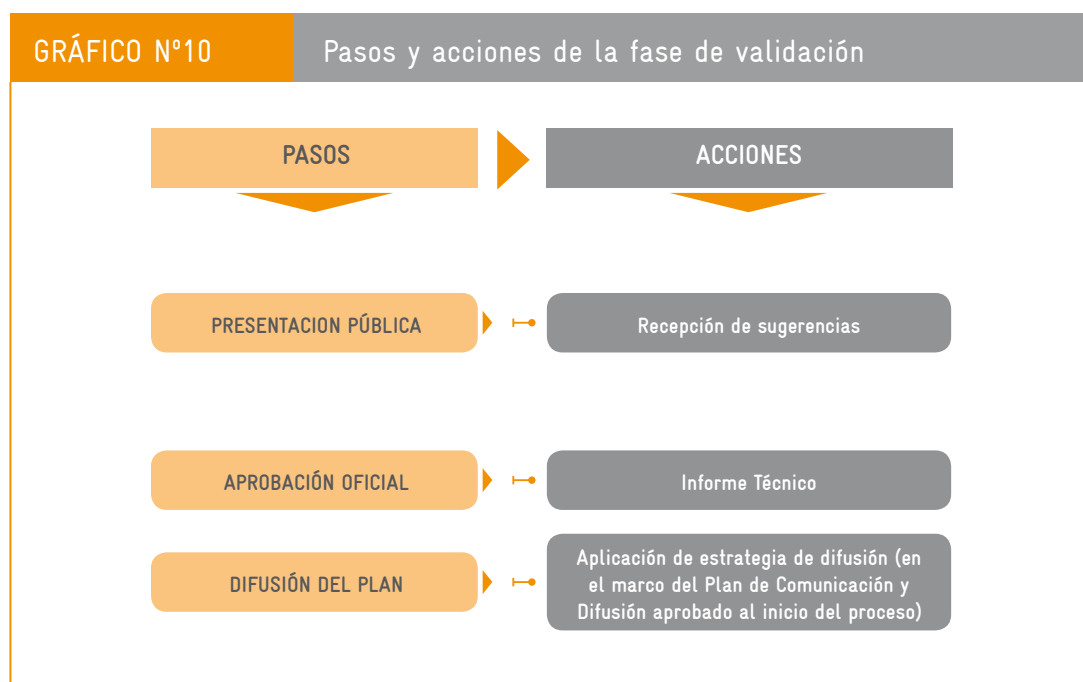 GRÁFICO Nº10
Pasos y acciones de la fase de validación
PASOS
ACCIONES
PRESENTACION PÚBLICA
Recepción de sugerencias
APROBACIÓN OFICIAL
Informe Técnico
DIFUSIÓN DEL PLAN
Aplicación de estrategia de difusión (en
el marco del Plan de Comunicación y
Difusión aprobado al inicio del proceso)